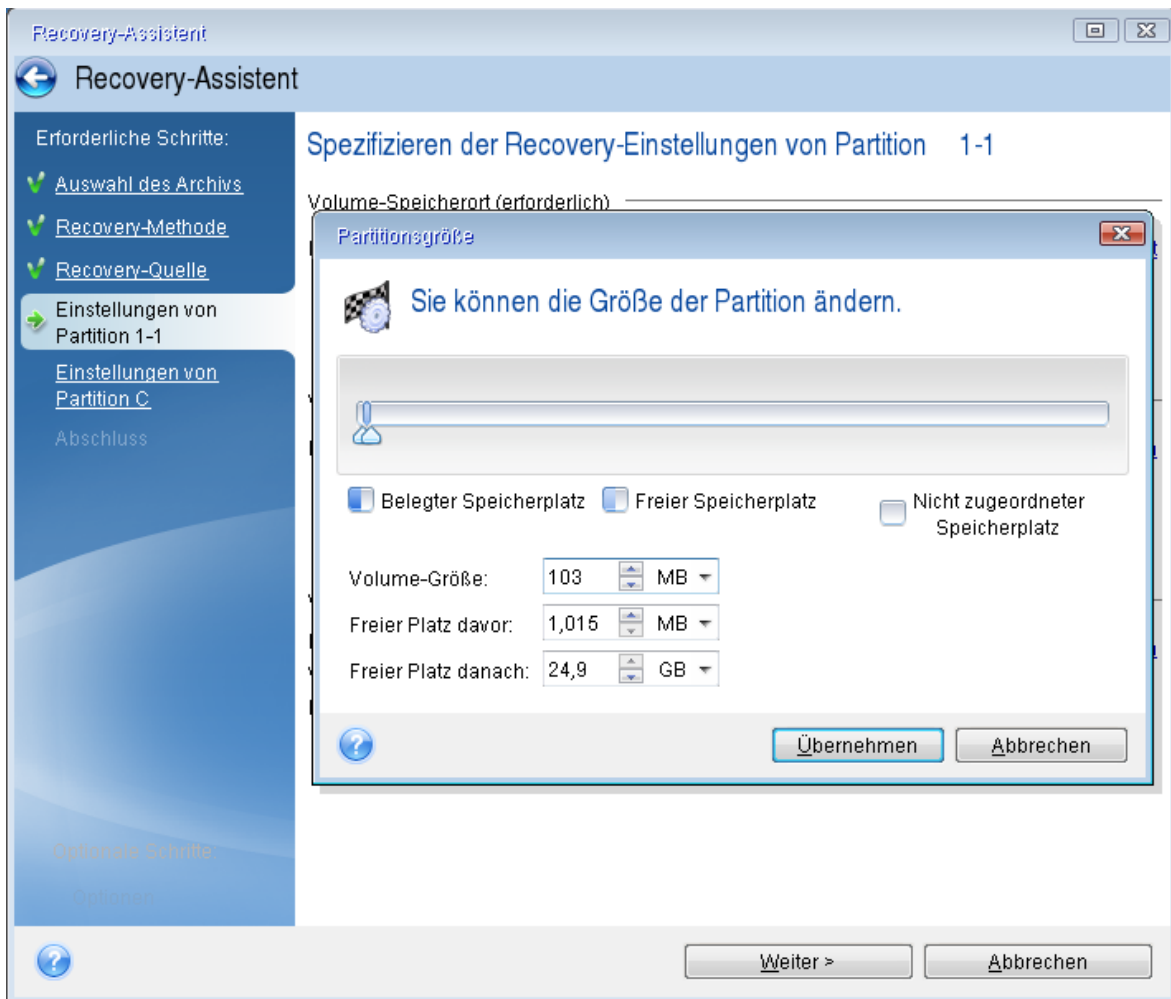 Recovery-Assistent
Recovery-Assistent
Erforderliche Schritte:
Auswahl des Archivs
Recovery-Methode
Recovery-Quelle
Einstellungen von
Partition 1-1
Einstellungen von
Partition C
Abschluss
Optionale Schritte:
Optionen
Spezifizieren der Recovery-Einstellungen von Partition 1-1
Volume-Speicherort (erforderlich)
Partitionsgröße
Sie können die Größe der Partition ändern.
Belegter Speicherplatz
Freier Speicherplatz
Nicht zugeordneter
Speicherplatz
Volume-Größe: 103 MB
Freier Platz davor: 1,015 MB
Freier Platz danach: 24,9 GB
Übernehmen
Abbrechen
Weiter >
Abbrechen